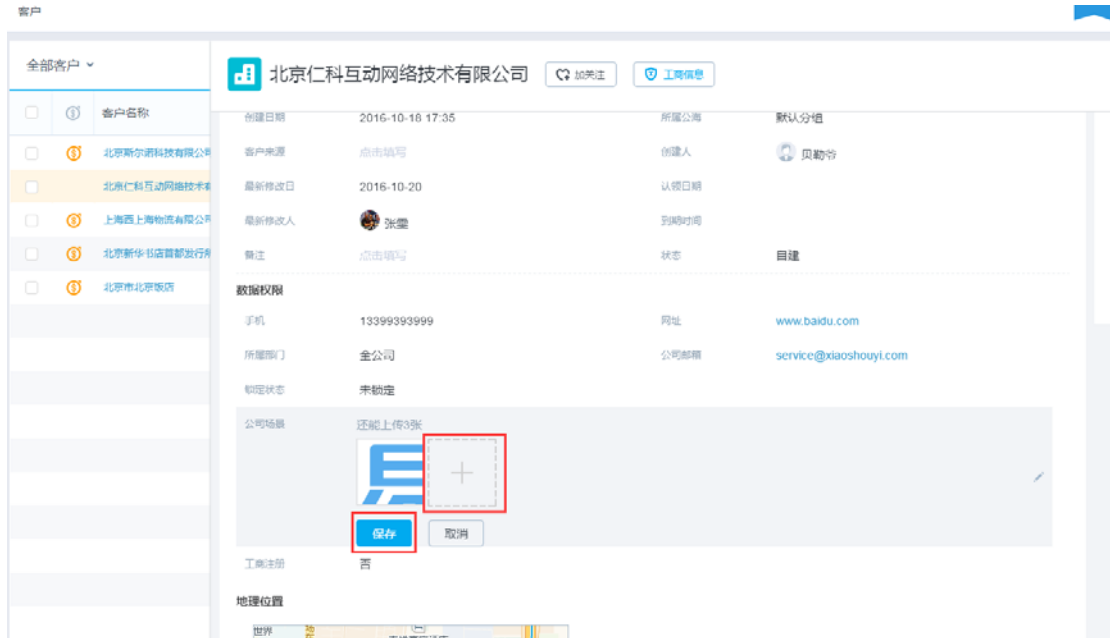 客户
全部客户
北京仁科互动网络技术有限公司
加关注
工商信息
客户名称
创建日期 2016-10-18 17:35 所属公海 默认分组
北京斯尔诺科技有限公司
客户来源 点击填写 创建人 贝勒爷
北京仁科互动网络技术有
最新修改日 2016-10-20 认领日期
上海西上海物流有限公司
最新修改人 张雯 到期时间
北京新华书店首都发行所
备注 点击填写 状态 自建
北京市北京饭店
数据权限
手机 13399393999 网址 www.baidu.com
所属部门 全公司 公司邮箱 service@xiaoshouyi.com
锁定状态 未锁定
公司场景 还能上传3张
保存 取消
工商注册 否
地理位置
世界